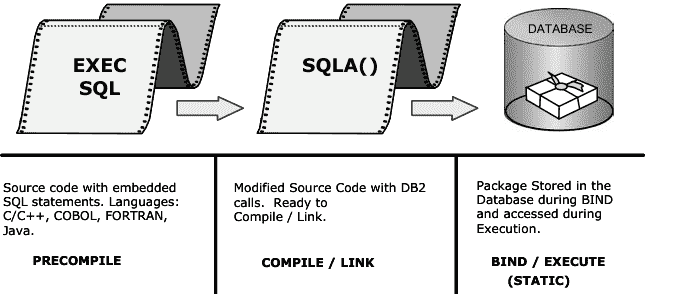 EXEC
SQL
SQLA()
DATABASE
Source code with embedded
SQL statements. Languages:
C/C++, COBOL, FORTRAN,
Java.
PRECOMPILE
Modified Source Code with DB2
calls. Ready to
Compile / Link.
COMPILE / LINK
Package Stored in the
Database during BIND
and accessed during
Execution.
BIND / EXECUTE
(STATIC)